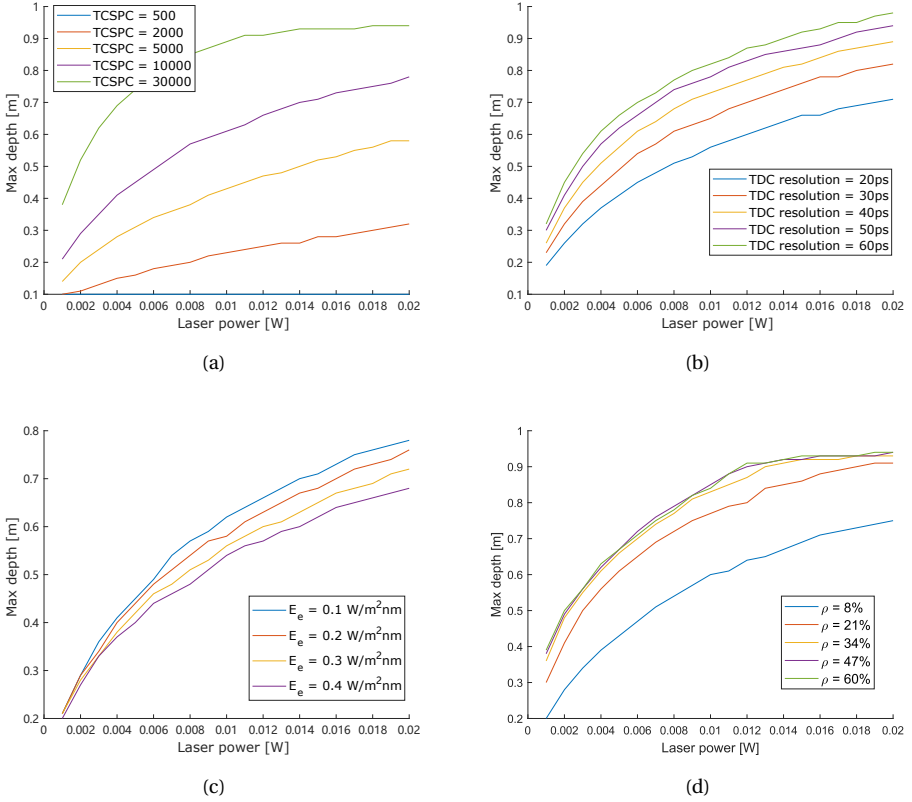 1
0.9
0.8
0.7
0.6
0.5
0.4
0.3
0.2
0.1
Max depth [m]
TCSPC = 500
TCSPC = 2000
TCSPC = 5000
TCSPC = 10000
TCSPC = 30000
0 0.002 0.004 0.006 0.008 0.01 0.012 0.014 0.016 0.018 0.02
Laser power [W]
(a)
1
0.9
0.8
0.7
0.6
0.5
0.4
0.3
0.2
0.1
Max depth [m]
TDC resolution = 20ps
TDC resolution = 30ps
TDC resolution = 40ps
TDC resolution = 50ps
TDC resolution = 60ps
0 0.002 0.004 0.006 0.008 0.01 0.012 0.014 0.016 0.018 0.02
Laser power [W]
(b)
0.8
0.7
0.6
0.5
0.4
0.3
0.2
Max depth [m]
E_e = 0.1 W/m²nm
E_e = 0.2 W/m²nm
E_e = 0.3 W/m²nm
E_e = 0.4 W/m²nm
0 0.002 0.004 0.006 0.008 0.01 0.012 0.014 0.016 0.018 0.02
Laser power [W]
(c)
1
0.9
0.8
0.7
0.6
0.5
0.4
0.3
0.2
Max depth [m]
ρ = 8%
ρ = 21%
ρ = 34%
ρ = 47%
ρ = 60%
0 0.002 0.004 0.006 0.008 0.01 0.012 0.014 0.016 0.018 0.02
Laser power [W]
(d)